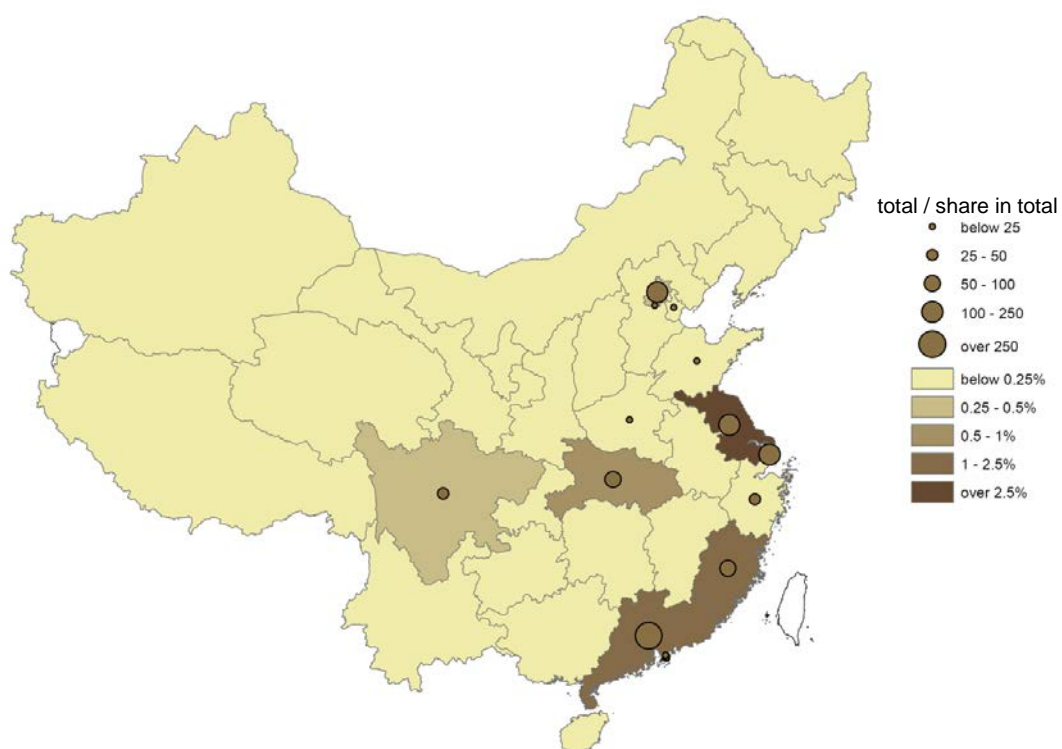 total / share in total
below 25
25 - 50
50 - 100
100 - 250
over 250
below 0.25%
0.25 - 0.5%
0.5 - 1%
1 - 2.5%
over 2.5%